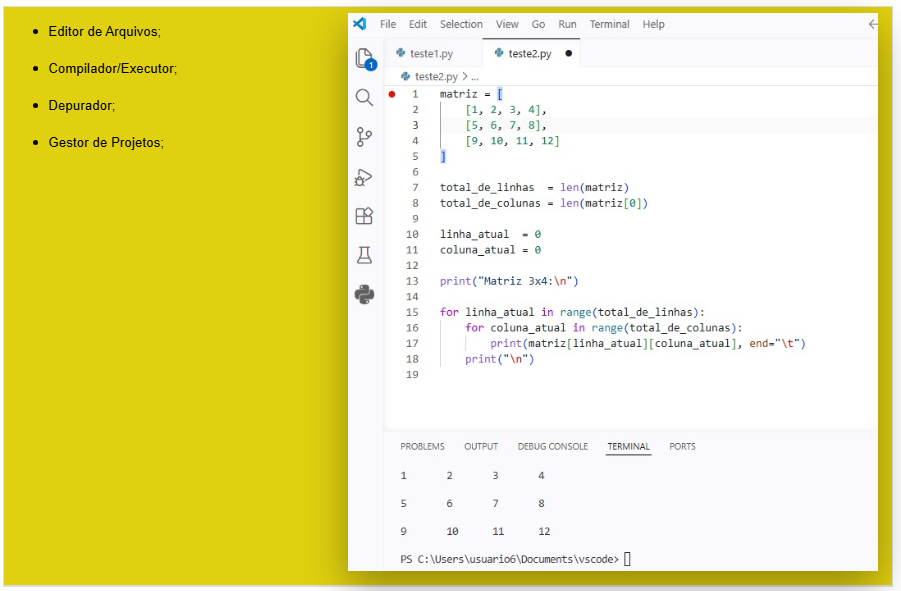 Editor de Arquivos;
Compilador/Executor;
Depurador;
Gestor de Projetos;
File Edit Selection View Go Run Terminal Help
teste1.py teste2.py
teste2.py > ...
1 matriz = [
2 [1, 2, 3, 4],
3 [5, 6, 7, 8],
4 [9, 10, 11, 12]
5 ]
6
7 total_de_linhas = len(matriz)
8 total_de_colunas = len(matriz[0])
9
10 linha_atual = 0
11 coluna_atual = 0
12
13 print("Matriz 3x4:\n")
14
15 for linha_atual in range(total_de_linhas):
16 for coluna_atual in range(total_de_colunas):
17 print(matriz[linha_atual][coluna_atual], end="\t")
18 print("\n")
19
PROBLEMS OUTPUT DEBUG CONSOLE TERMINAL PORTS
1 2 3 4
5 6 7 8
9 10 11 12
PS C:\Users\usuario6\Documents\vscode>
1